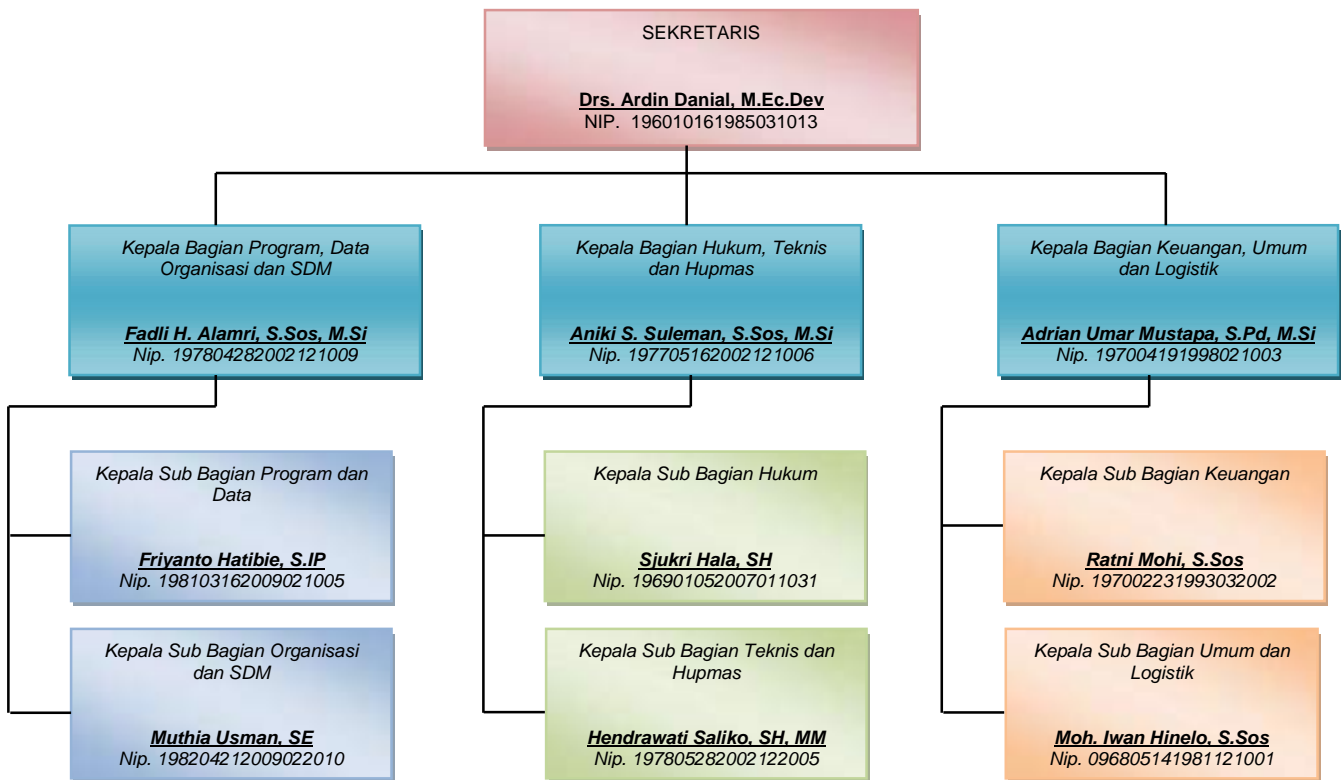 SEKRETARIS
Drs. Ardin Danial, M.Ec.Dev
NIP. 196010161985031013
Kepala Bagian Program, Data
Organisasi dan SDM
Fadli H. Alamri, S.Sos, M.Si
Nip. 197804282002121009
Kepala Bagian Hukum, Teknis
dan Hupmas
Aniki S. Suleman, S.Sos, M.Si
Nip. 197705162002121006
Kepala Bagian Keuangan, Umum
dan Logistik
Adrian Umar Mustapa, S.Pd, M.Si
Nip. 197004191998021003
Kepala Sub Bagian Program dan
Data
Friyanto Hatibie, S.IP
Nip. 198103162009021005
Kepala Sub Bagian Hukum
Sjukri Hala, SH
Nip. 196901052007011031
Kepala Sub Bagian Keuangan
Ratni Mohi, S.Sos
Nip. 197002231993032002
Kepala Sub Bagian Organisasi
dan SDM
Muthia Usman, SE
Nip. 198204212009022010
Kepala Sub Bagian Teknis dan
Hupmas
Hendrawati Saliko, SH, MM
Nip. 197805282002122005
Kepala Sub Bagian Umum dan
Logistik
Moh. Iwan Hinelo, S.Sos
Nip. 096805141981121001